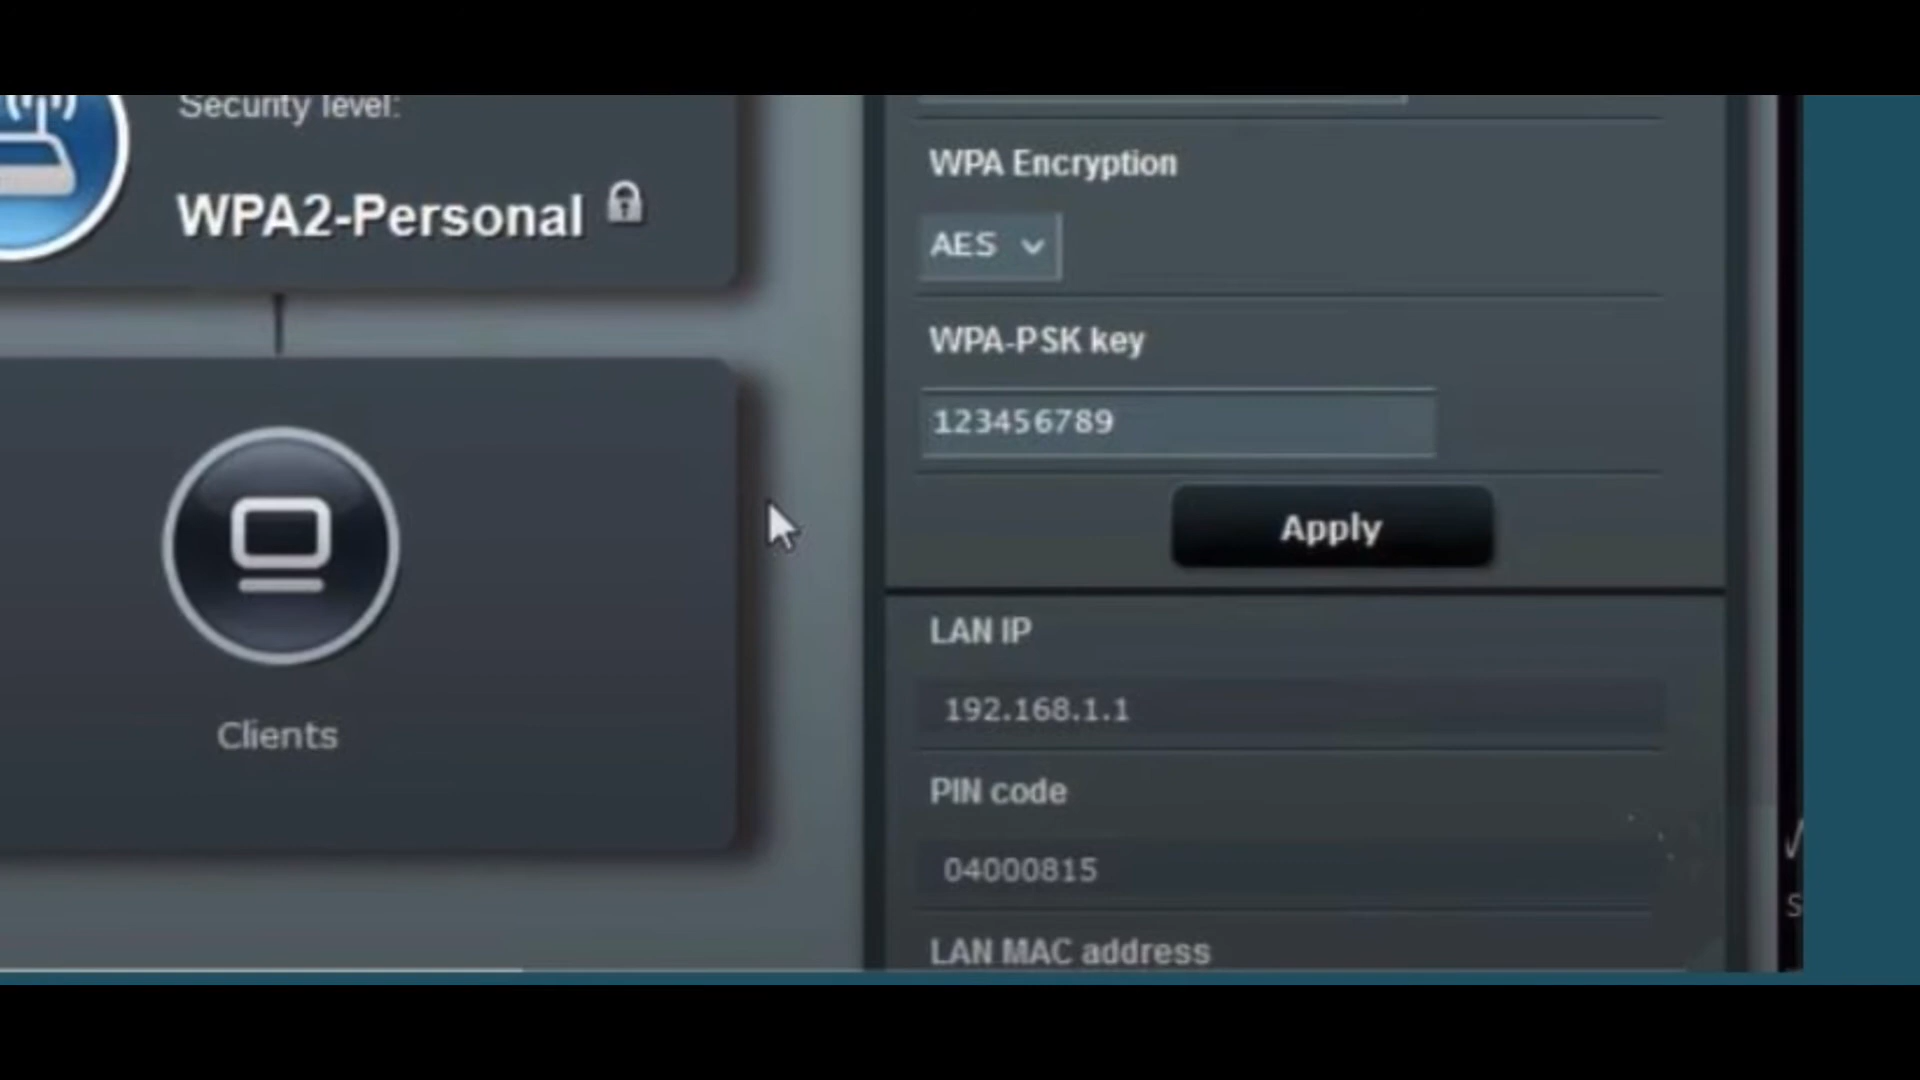 Security level:
WPA2-Personal
Clients
WPA Encryption
AES
WPA-PSK key
123456789
Apply
LAN IP
192.168.1.1
PIN code
04000815
LAN MAC address